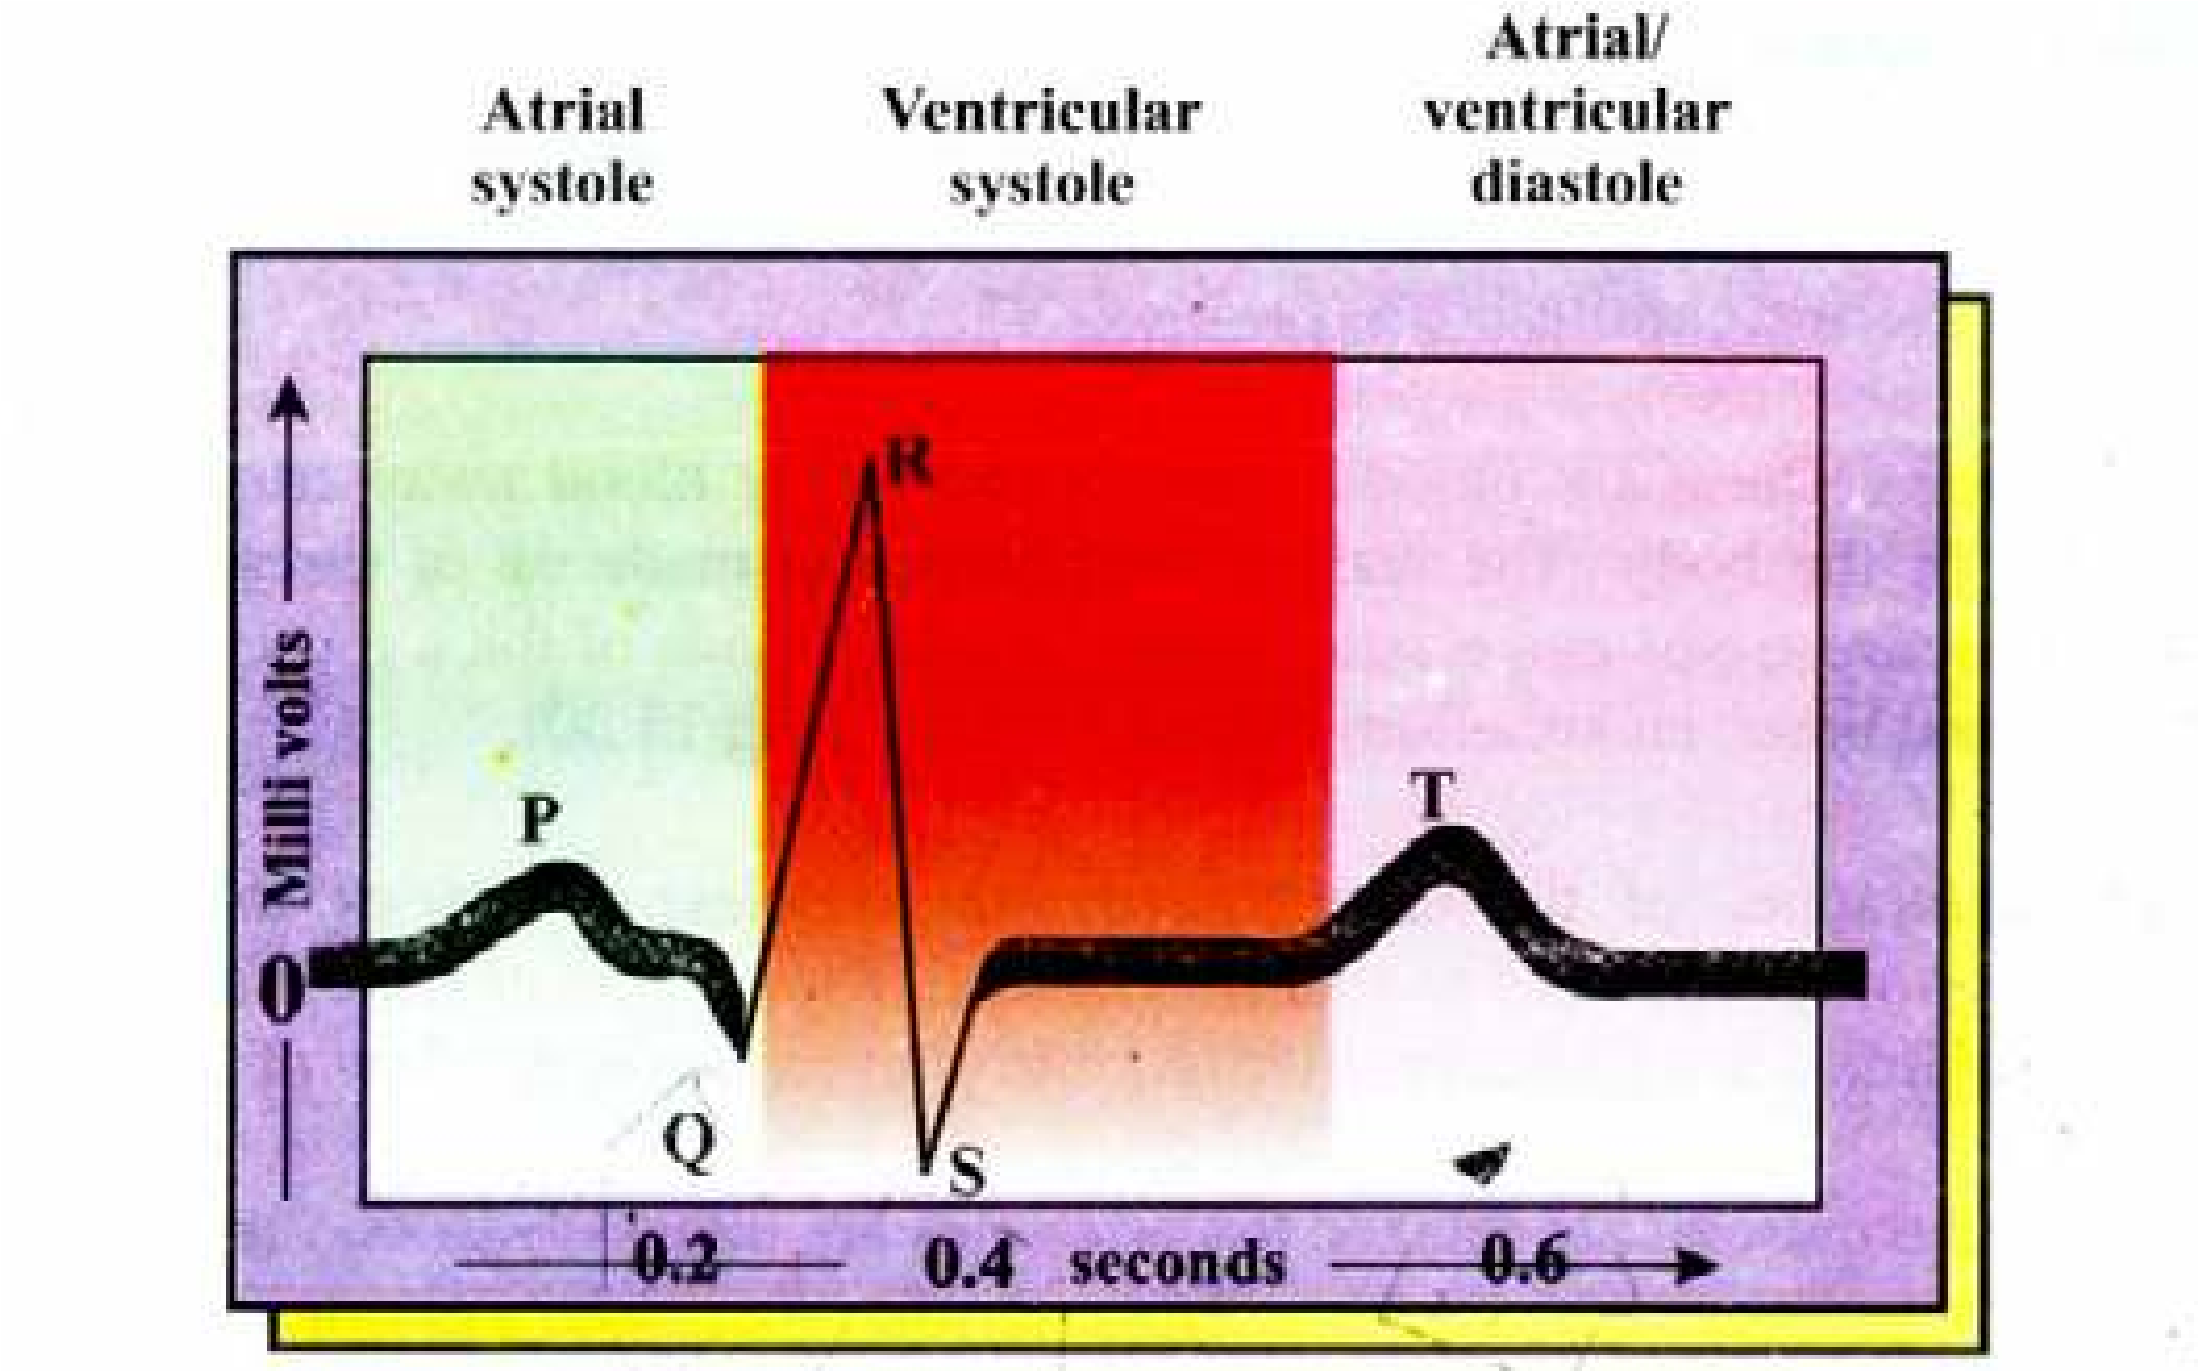 Atrial
systole
Ventricular
systole
Atrial/
ventricular
diastole
Milli volts
0
P
Q
R
S
T
0.2
0.4
seconds
0.6